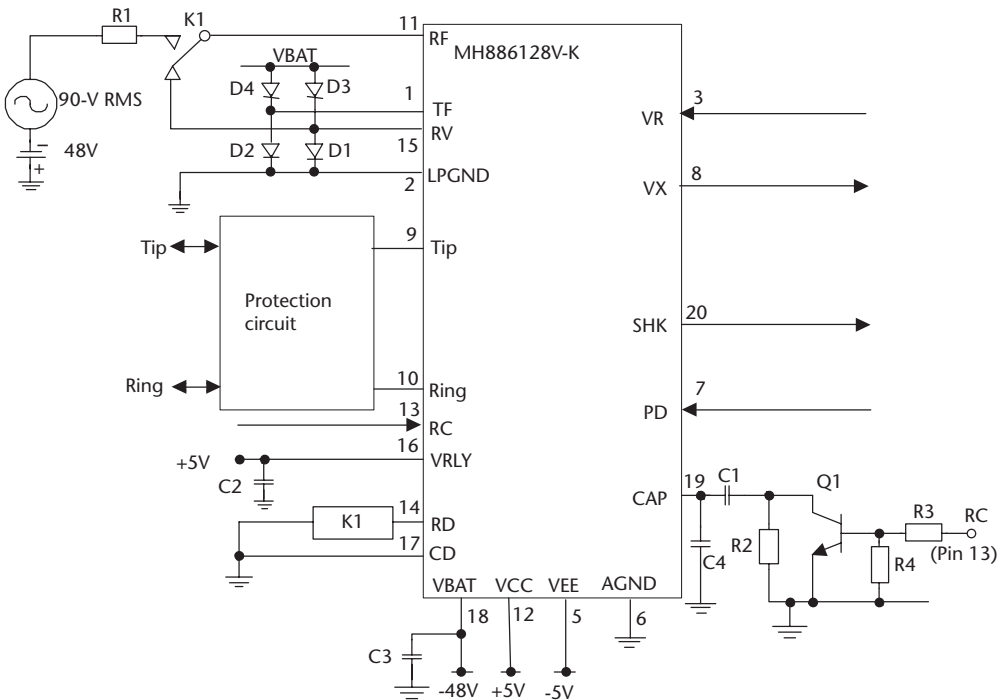 R1
K1
11
RF
MH886128V-K
VBAT
D4
D3
90-V RMS
1
TF
3
VR
RV
15
48V
D2
D1
LPGND
2
8
VX
9
Tip
Tip
Protection
circuit
20
SHK
10
Ring
Ring
7
PD
13
RC
16
VRLY
+5V
C2
19
CAP
C1
Q1
14
RD
K1
17
CD
R3
RC
(Pin 13)
R2
C4
R4
VBAT
VCC
VEE
AGND
18
12
5
6
C3
-48V
+5V
-5V